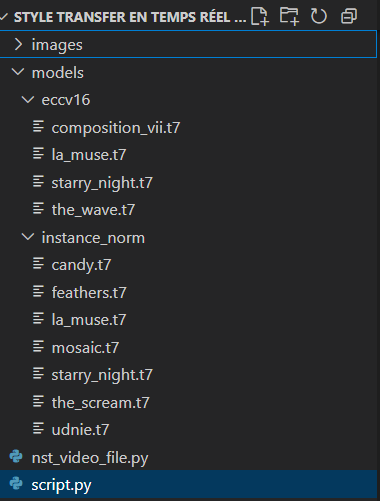 STYLE TRANSFER EN TEMPS RÉEL ...
images
models
eccv16
composition_vii.t7
la_muse.t7
starry_night.t7
the_wave.t7
instance_norm
candy.t7
feathers.t7
la_muse.t7
mosaic.t7
starry_night.t7
the_scream.t7
udnie.t7
nst_video_file.py
script.py